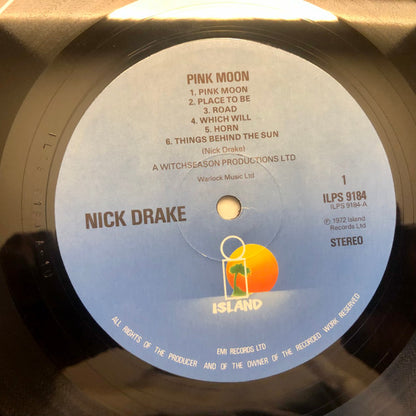 PINK MOON
1. PINK MOON
2. PLACE TO BE
3. ROAD
4. WHICH WILL
5. HORN
6. THINGS BEHIND THE SUN
(Nick Drake)
A WITCHSEASON PRODUCTIONS LTD
Warlock Music Ltd
NICK DRAKE
1
ILPS 9184
ILPS 9184-A
℗ 1972 Island
Records Ltd
STEREO
ISLAND
EMI RECORDS LTD
ALL RIGHTS OF THE PRODUCER AND OF THE OWNER OF THE RECORDED WORK RESERVED